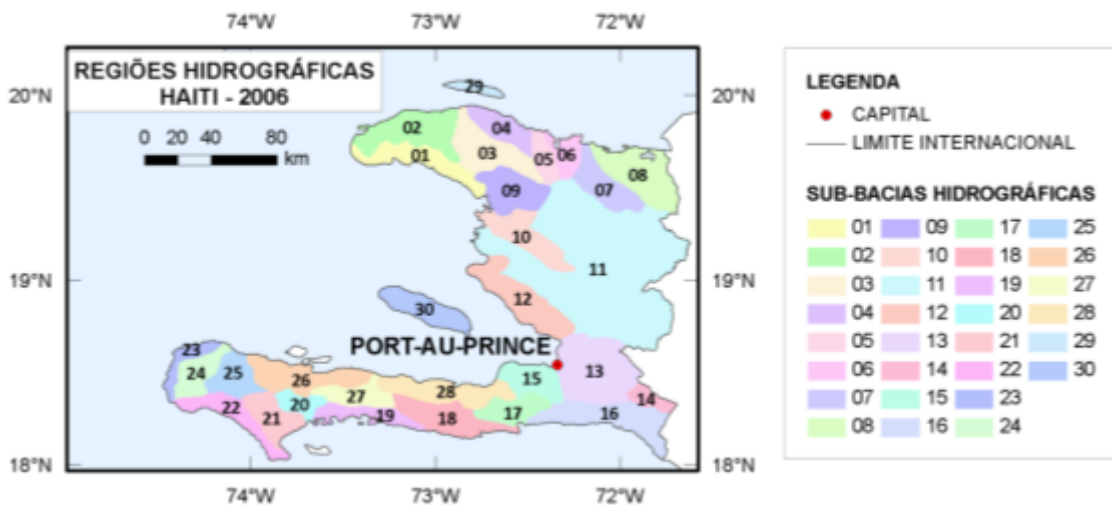 74°W 73°W 72°W
REGIÕES HIDROGRÁFICAS
HAITI - 2006
0 20 40 80
km
20°N
19°N
18°N
29
02
04
01
03
05
06
07
08
09
10
11
12
30
PORT-AU-PRINCE
13
23
24
25
26
15
14
27
28
22
21
20
19
18
17
16
20°N
19°N
18°N
74°W 73°W 72°W
LEGENDA
CAPITAL
LIMITE INTERNACIONAL
SUB-BACIAS HIDROGRÁFICAS
01 09 17 25
02 10 18 26
03 11 19 27
04 12 20 28
05 13 21 29
06 14 22 30
07 15 23
08 16 24